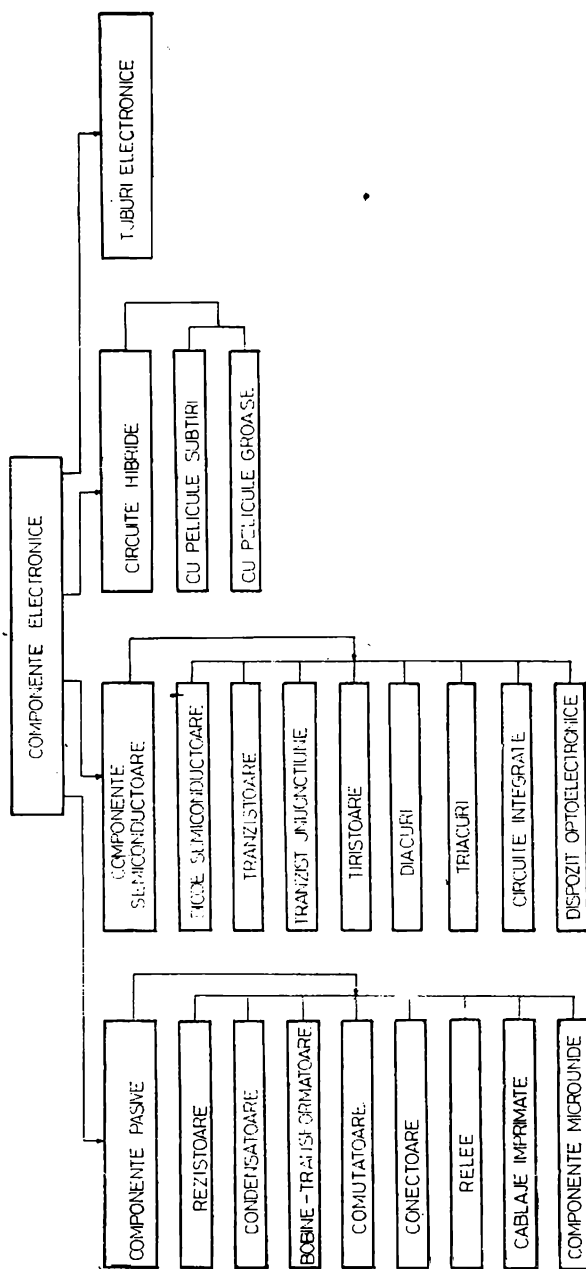 COMPONENTE ELECTRONICE
COMPONENTE PASIVE
REZISTOARE
CONDENSATOARE
BOBINE-TRANSFORMATOARE
COMUTATOARE
CONECTOARE
RELEE
CABLAJE IMPRIMATE
COMPONENTE MICROUNDE
COMPONENTE
SEMICONDUCTOARE
DIODE SEMICONDUCTOARE
TRANZISTOARE
TRANZIST UNIJONCTIUNE
TIRISTOARE
DIACURI
TRIACURI
CIRCUITE INTEGRATE
DISPOZIT OPTOELECTRONICE
CIRCUITE HIBRIDE
CU PELICULE SUBTIRI
CU PELICULE GROASE
TUBURI ELECTRONICE